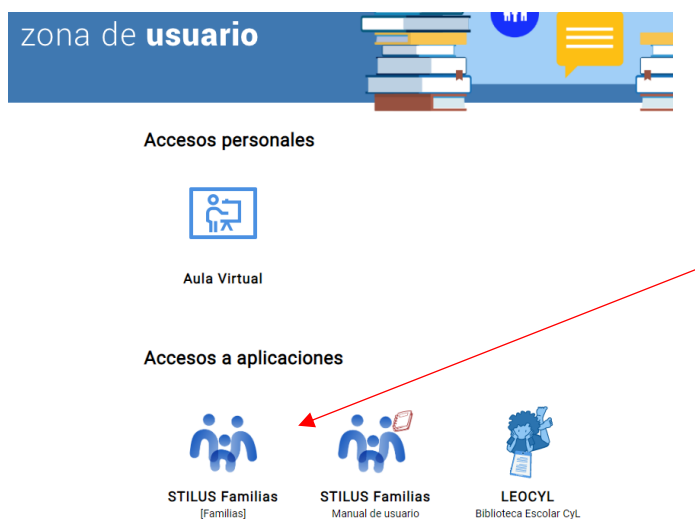 zona de usuario
Accesos personales
Aula Virtual
Accesos a aplicaciones
STILUS Familias
[Familias]
STILUS Familias
Manual de usuario
LEOCYL
Biblioteca Escolar CyL